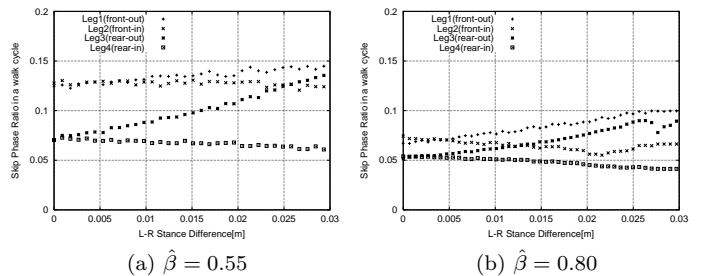 Leg1(front-out)
Leg2(front-in)
Leg3(rear-out)
Leg4(rear-in)
Skip Phase Ratio in a walk cycle
0.2
0.15
0.1
0.05
0
0 0.005 0.01 0.015 0.02 0.025 0.03
L-R Stance Difference[m]
(a) β̂ = 0.55
Leg1(front-out)
Leg2(front-in)
Leg3(rear-out)
Leg4(rear-in)
Skip Phase Ratio in a walk cycle
0.2
0.15
0.1
0.05
0
0 0.005 0.01 0.015 0.02 0.025 0.03
L-R Stance Difference[m]
(b) β̂ = 0.80